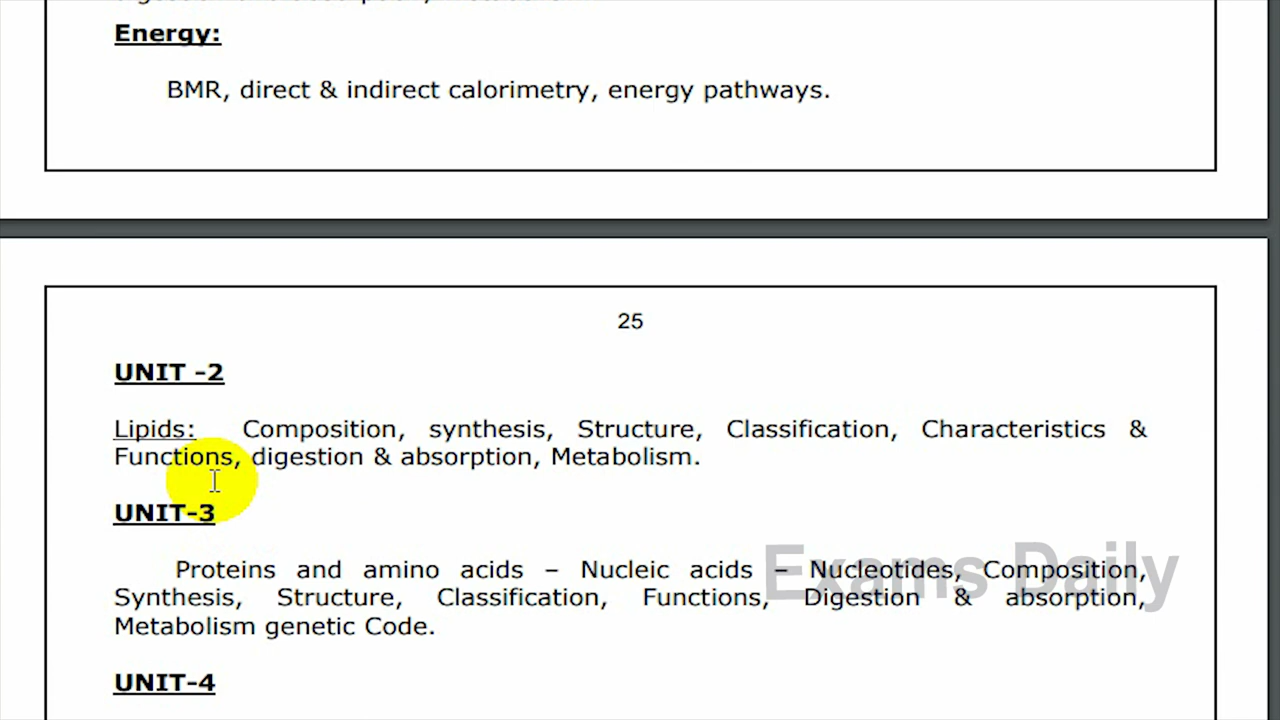 Energy:
BMR, direct & indirect calorimetry, energy pathways.
25
UNIT -2
Lipids: Composition, synthesis, Structure, Classification, Characteristics &
Functions, digestion & absorption, Metabolism.
UNIT-3
Proteins and amino acids – Nucleic acids – Nucleotides, Composition,
Synthesis, Structure, Classification, Functions, Digestion & absorption,
Metabolism genetic Code.
Exams Daily
UNIT-4